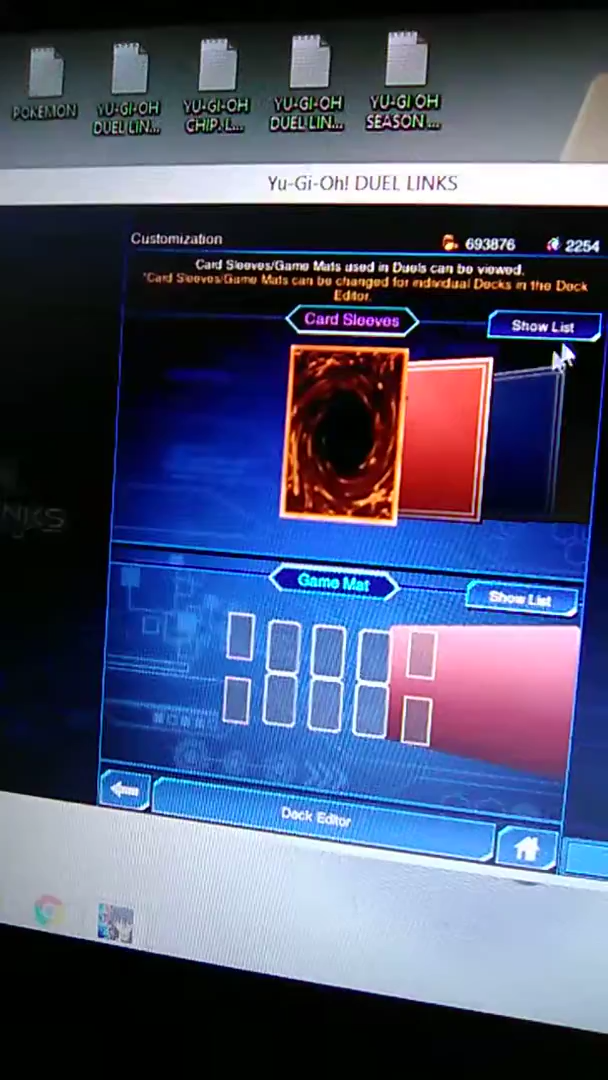 POKEMON
YU-GI-OH
DUEL LIN...
YU-GI-OH
CHIP. L...
YU-GI-OH
DUEL LIN...
YU-GI OH
SEASON ...
Yu-Gi-Oh! DUEL LINKS
Customization
693876
2254
Card Sleeves/Game Mats used in Duels can be viewed.
*Card Sleeves/Game Mats can be changed for individual Decks in the Deck
Editor.
Card Sleeves
Show List
Game Mat
Show List
Deck Editor